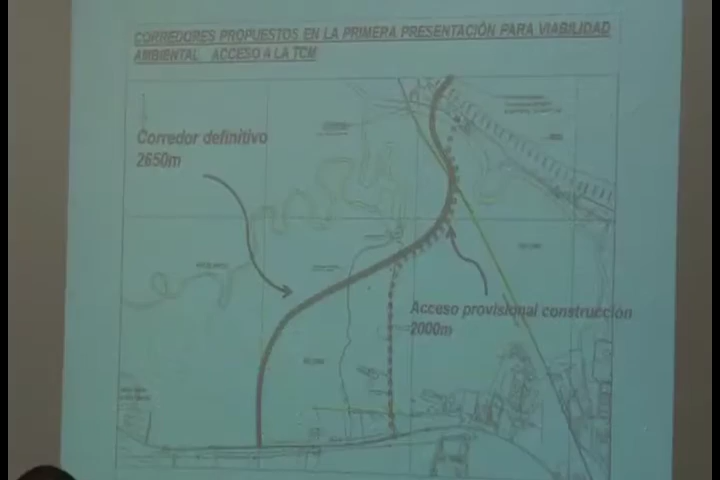 CORREDORES PROPUESTOS EN LA PRIMERA PRESENTACIÓN PARA VIABILIDAD
AMBIENTAL ACCESO A LA TCM
Corredor definitivo
2650m
Acceso provisional construcción
2000m